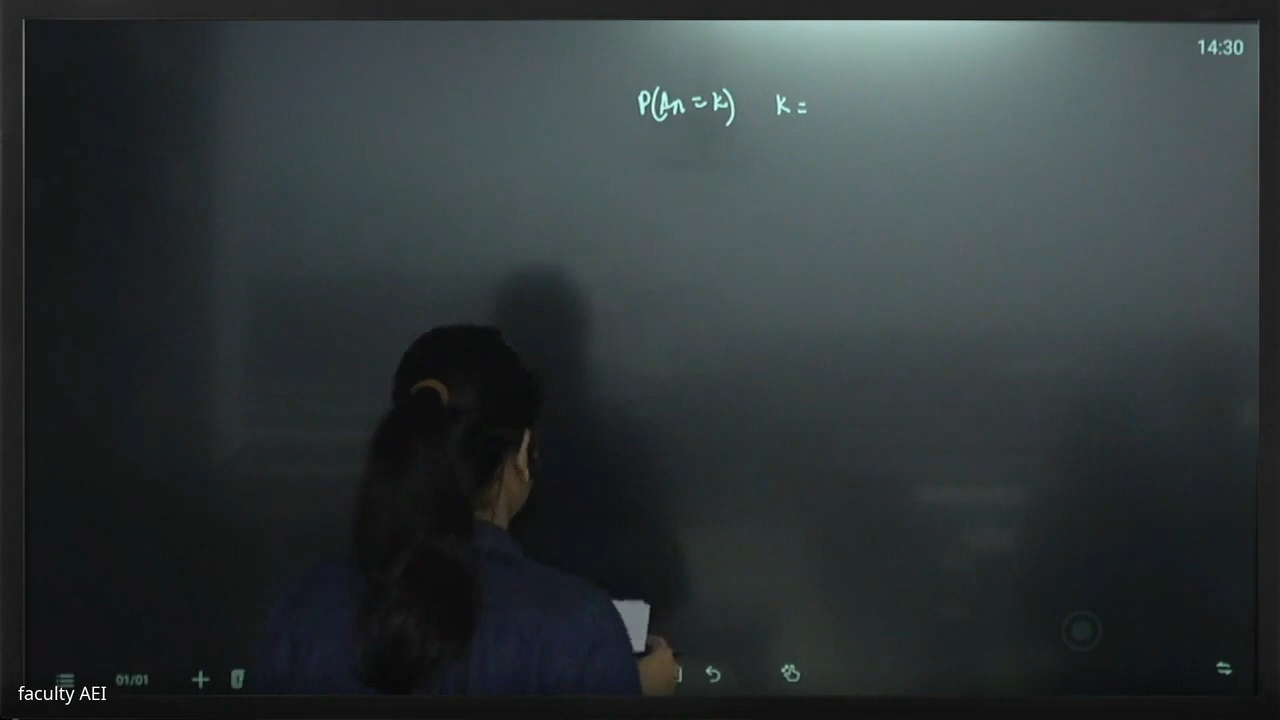 14:30
P(An = k) k =
01/01
faculty AEI